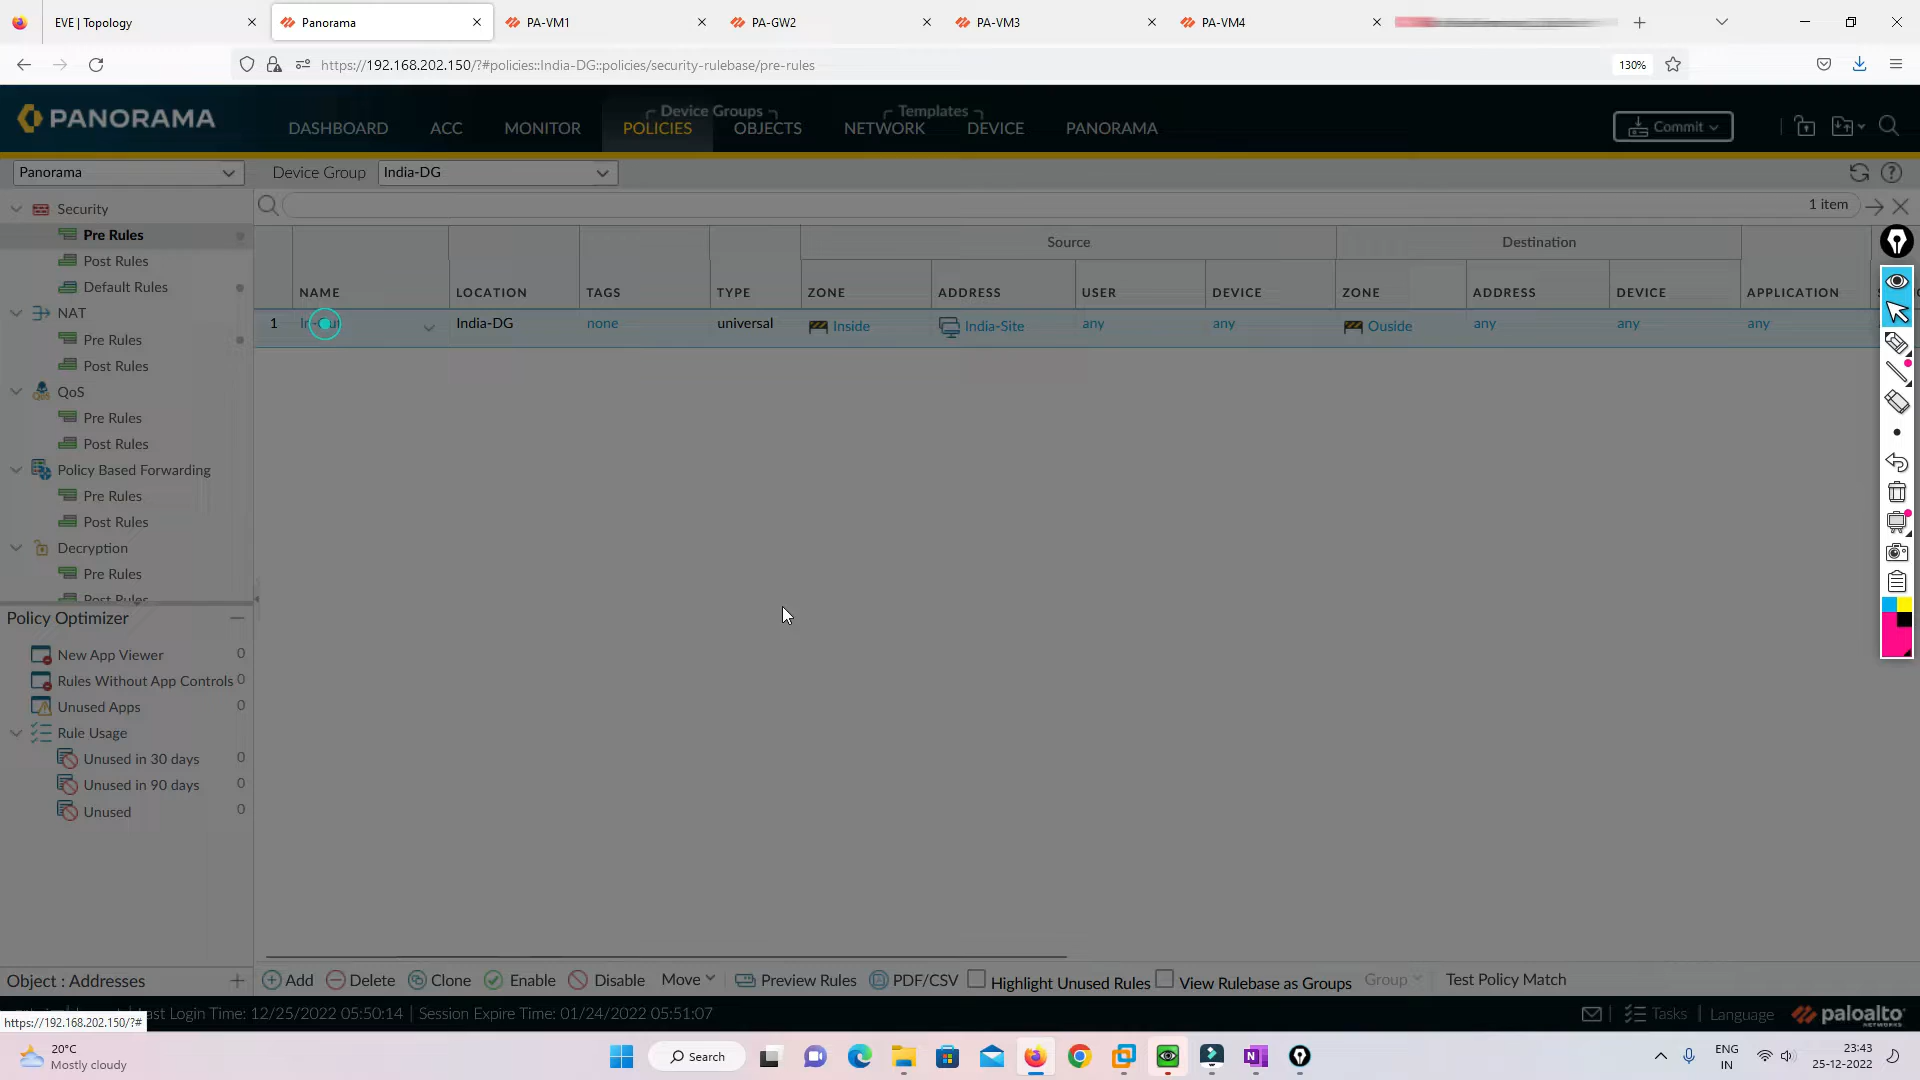 EVE | Topology
Panorama
PA-VM1
PA-GW2
PA-VM3
PA-VM4
https://192.168.202.150/?#policies::India-DG::policies/security-rulebase/pre-rules
130%
PANORAMA
DASHBOARD
ACC
MONITOR
Device Groups
POLICIES
OBJECTS
Templates
NETWORK
DEVICE
PANORAMA
Commit
Panorama
Device Group
India-DG
1 item
Security
Pre Rules
Post Rules
Default Rules
NAT
Pre Rules
Post Rules
QoS
Pre Rules
Post Rules
Policy Based Forwarding
Pre Rules
Post Rules
Decryption
Pre Rules
Post Rules
Source
Destination
NAME
LOCATION
TAGS
TYPE
ZONE
ADDRESS
USER
DEVICE
ZONE
ADDRESS
DEVICE
APPLICATION
1
India-DG
none
universal
Inside
India-Site
any
any
Ouside
any
any
any
Policy Optimizer
New App Viewer 0
Rules Without App Controls 0
Unused Apps 0
Rule Usage
Unused in 30 days 0
Unused in 90 days 0
Unused 0
Object : Addresses
Add
Delete
Clone
Enable
Disable
Move
Preview Rules
PDF/CSV
Highlight Unused Rules
View Rulebase as Groups
Group
Test Policy Match
Last Login Time: 12/25/2022 05:50:14 | Session Expire Time: 01/24/2022 05:51:07
Tasks
Language
paloalto
NETWORKS
https://192.168.202.150/?#
20°C
Mostly cloudy
Search
ENG
IN
23:43
25-12-2022